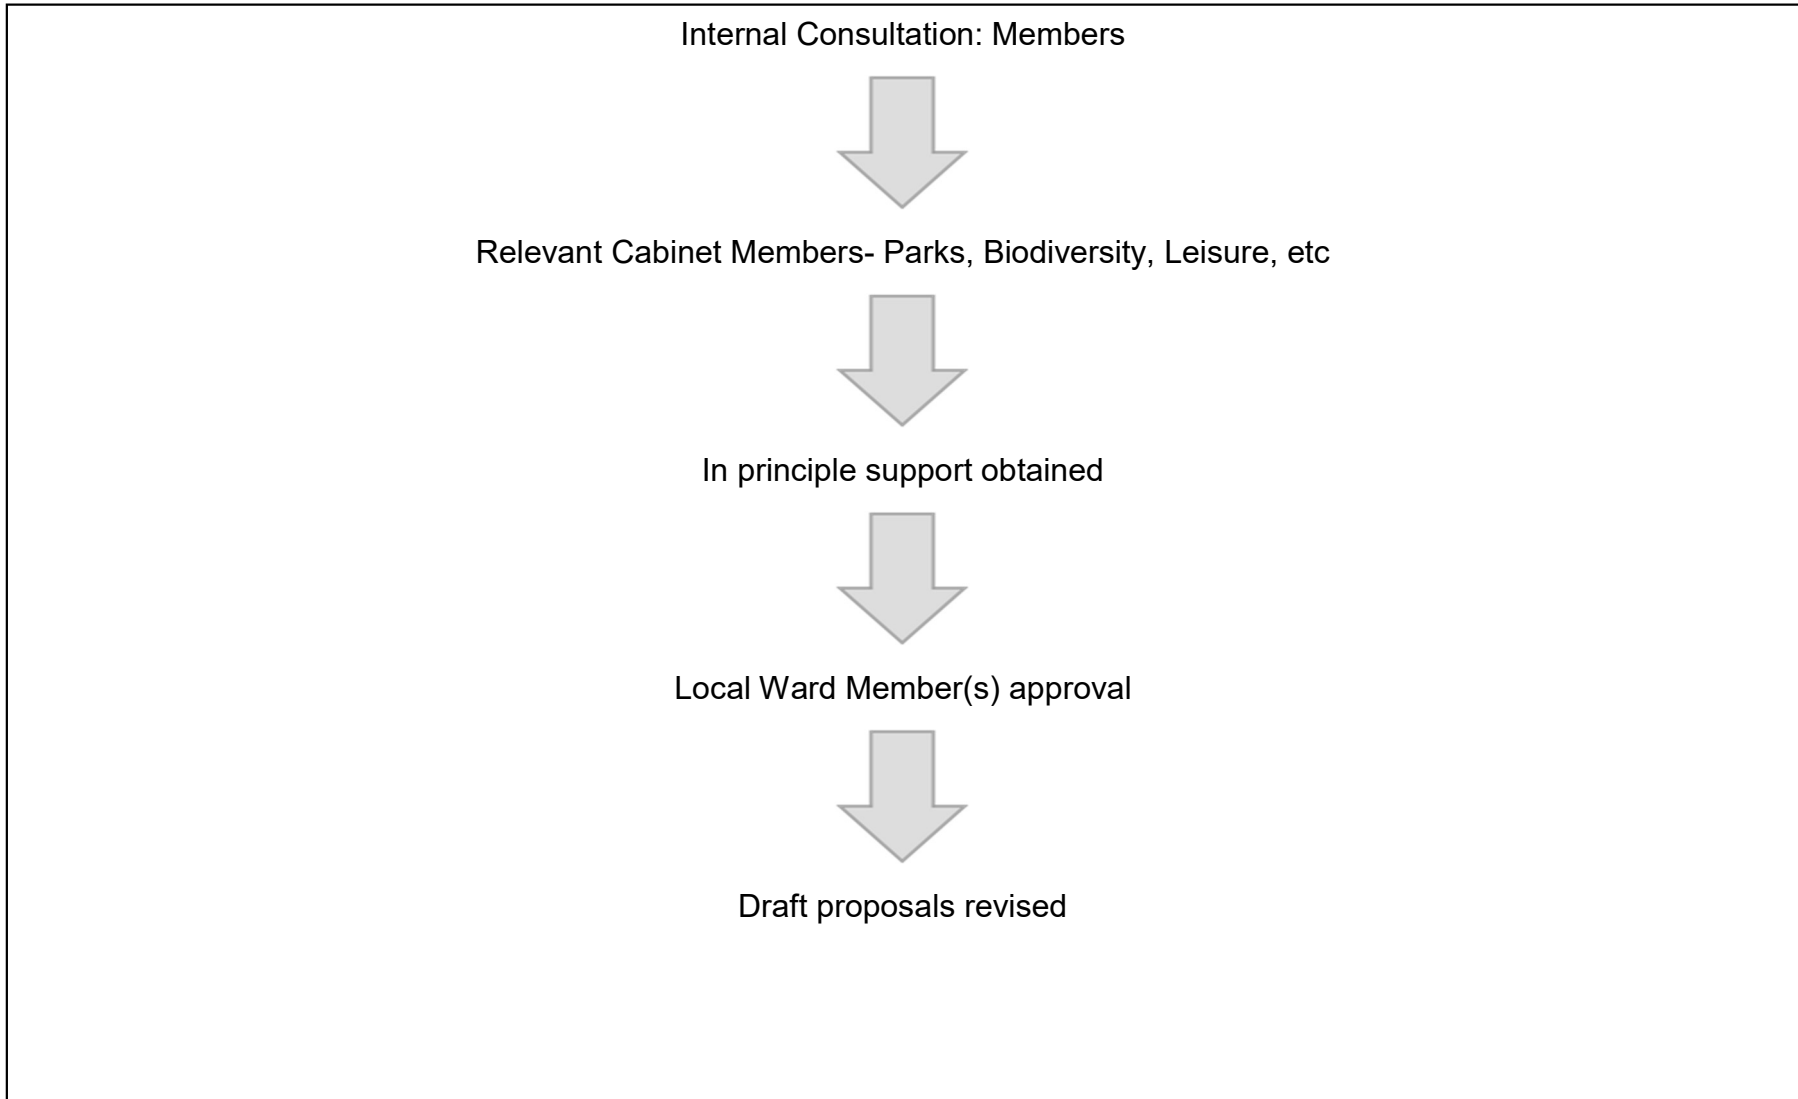 Internal Consultation: Members
Relevant Cabinet Members- Parks, Biodiversity, Leisure, etc
In principle support obtained
Local Ward Member(s) approval
Draft proposals revised